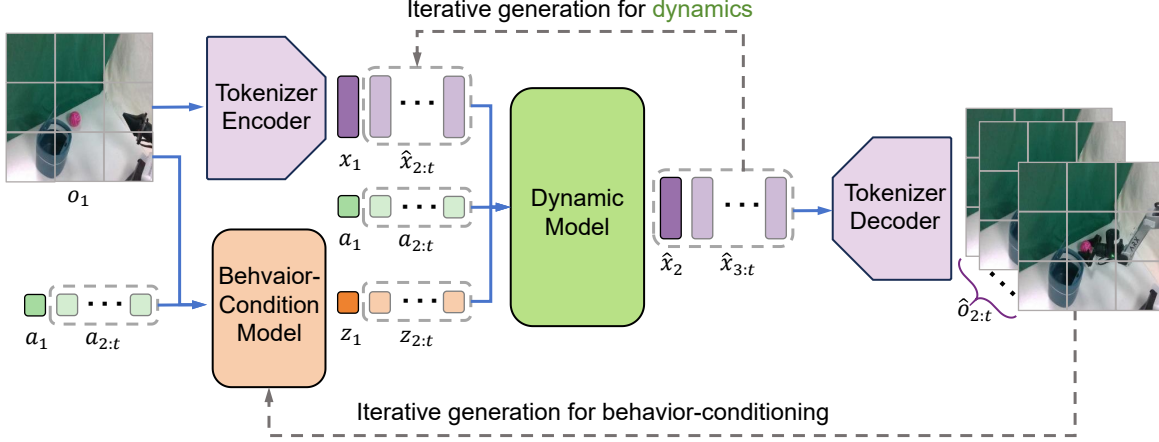 Iterative generation for dynamics
Tokenizer
Encoder
o₁
x₁
x̂₂:ₜ
a₁
a₂:ₜ
Behvaior-
Condition
Model
a₁
a₂:ₜ
z₁
z₂:ₜ
Dynamic
Model
x̂₂
x̂₃:ₜ
Tokenizer
Decoder
ô₂:ₜ
Iterative generation for behavior-conditioning